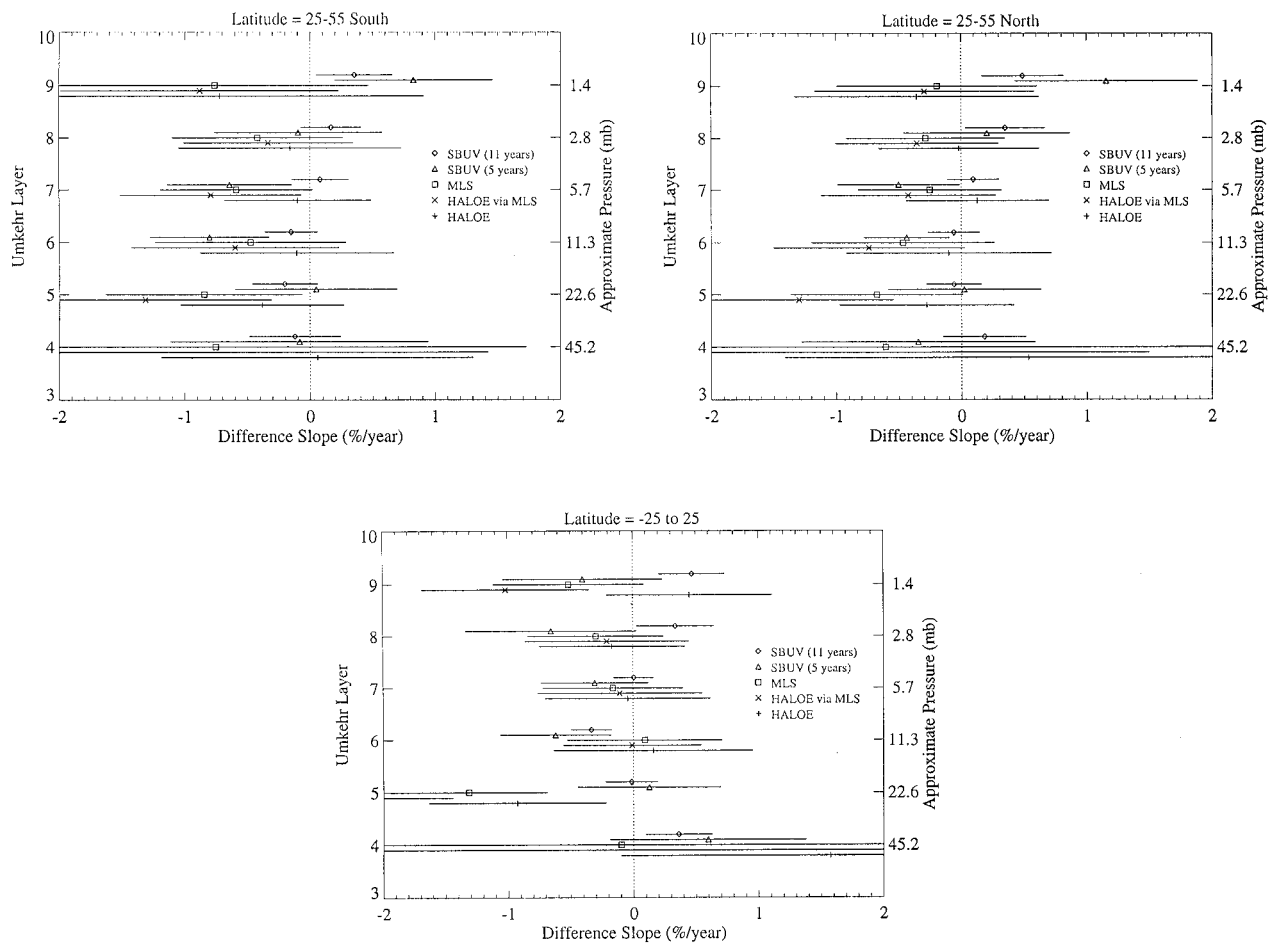 Latitude = 25-55 South
10
9
8
7
6
5
4
3
Umkehr Layer
-2
-1
0
1
2
Difference Slope (%/year)
1.4
2.8
5.7
11.3
22.6
45.2
Approximate Pressure (mb)
SBUV (11 years)
SBUV (5 years)
MLS
HALOE via MLS
HALOE
Latitude = 25-55 North
10
9
8
7
6
5
4
3
Umkehr Layer
-2
-1
0
1
2
Difference Slope (%/year)
1.4
2.8
5.7
11.3
22.6
45.2
Approximate Pressure (mb)
SBUV (11 years)
SBUV (5 years)
MLS
HALOE via MLS
HALOE
Latitude = -25 to 25
10
9
8
7
6
5
4
3
Umkehr Layer
-2
-1
0
1
2
Difference Slope (%/year)
1.4
2.8
5.7
11.3
22.6
45.2
Approximate Pressure (mb)
SBUV (11 years)
SBUV (5 years)
MLS
HALOE via MLS
HALOE